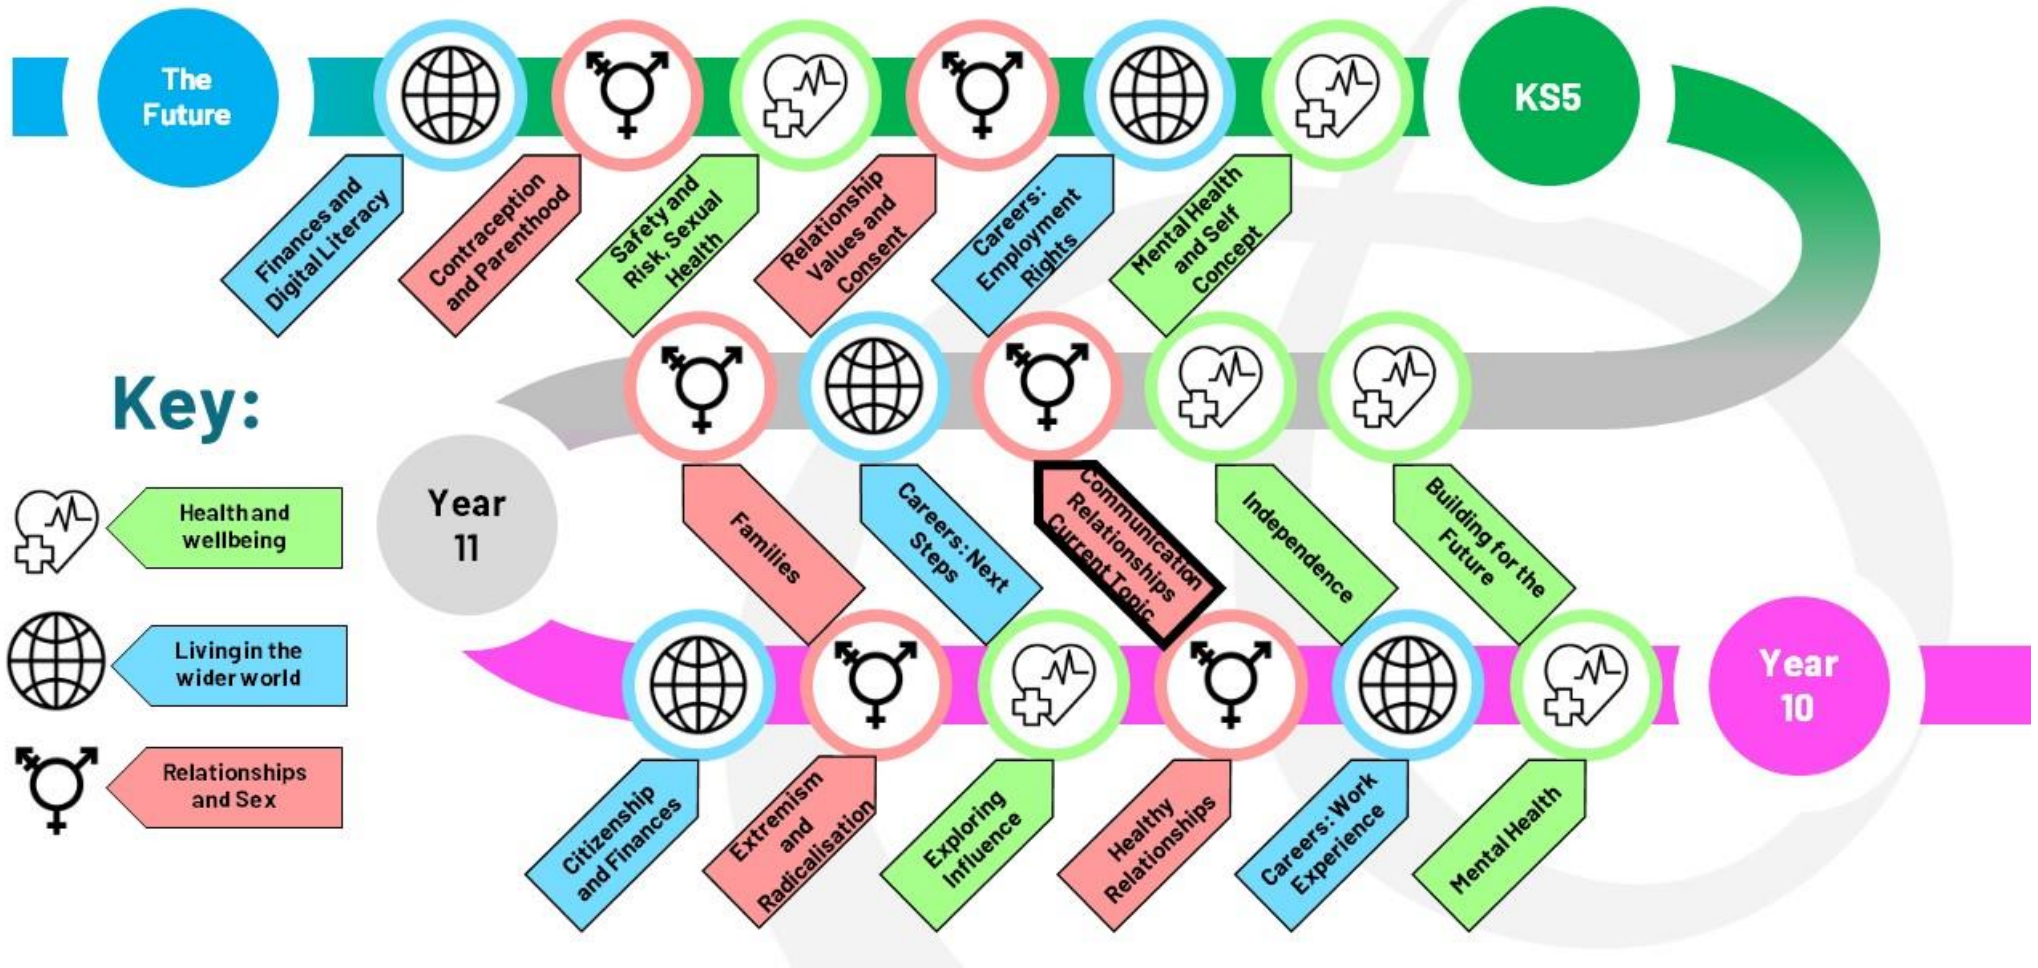 The
Future
KS5
Finances and
Digital Literacy
Contraception
and Parenthood
Safety and
Risk, Sexual
Health
Relationship
Values and
Consent
Careers:
Employment
Rights
Mental Health
and Self
Concept
Key:
Health and
wellbeing
Living in the
wider world
Relationships
and Sex
Year
11
Families
Careers: Next
Steps
Communication
Relationships
Current Topic
Independence
Building for the
Future
Year
10
Citizenship
and Finances
Extremism
and
Radicalisation
Exploring
Influence
Healthy
Relationships
Careers: Work
Experience
Mental Health